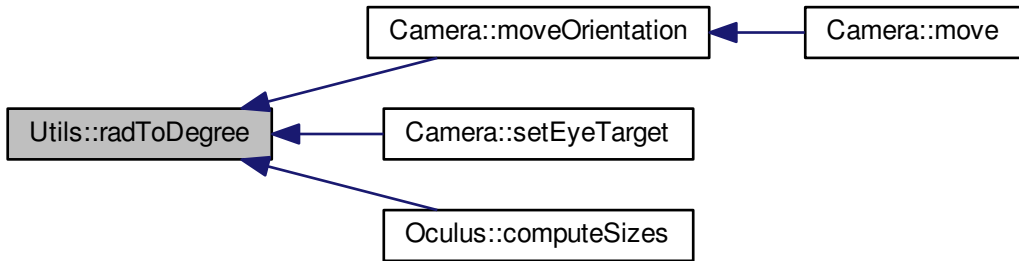 Camera::moveOrientation
Camera::move
Utils::radToDegree
Camera::setEyeTarget
Oculus::computeSizes